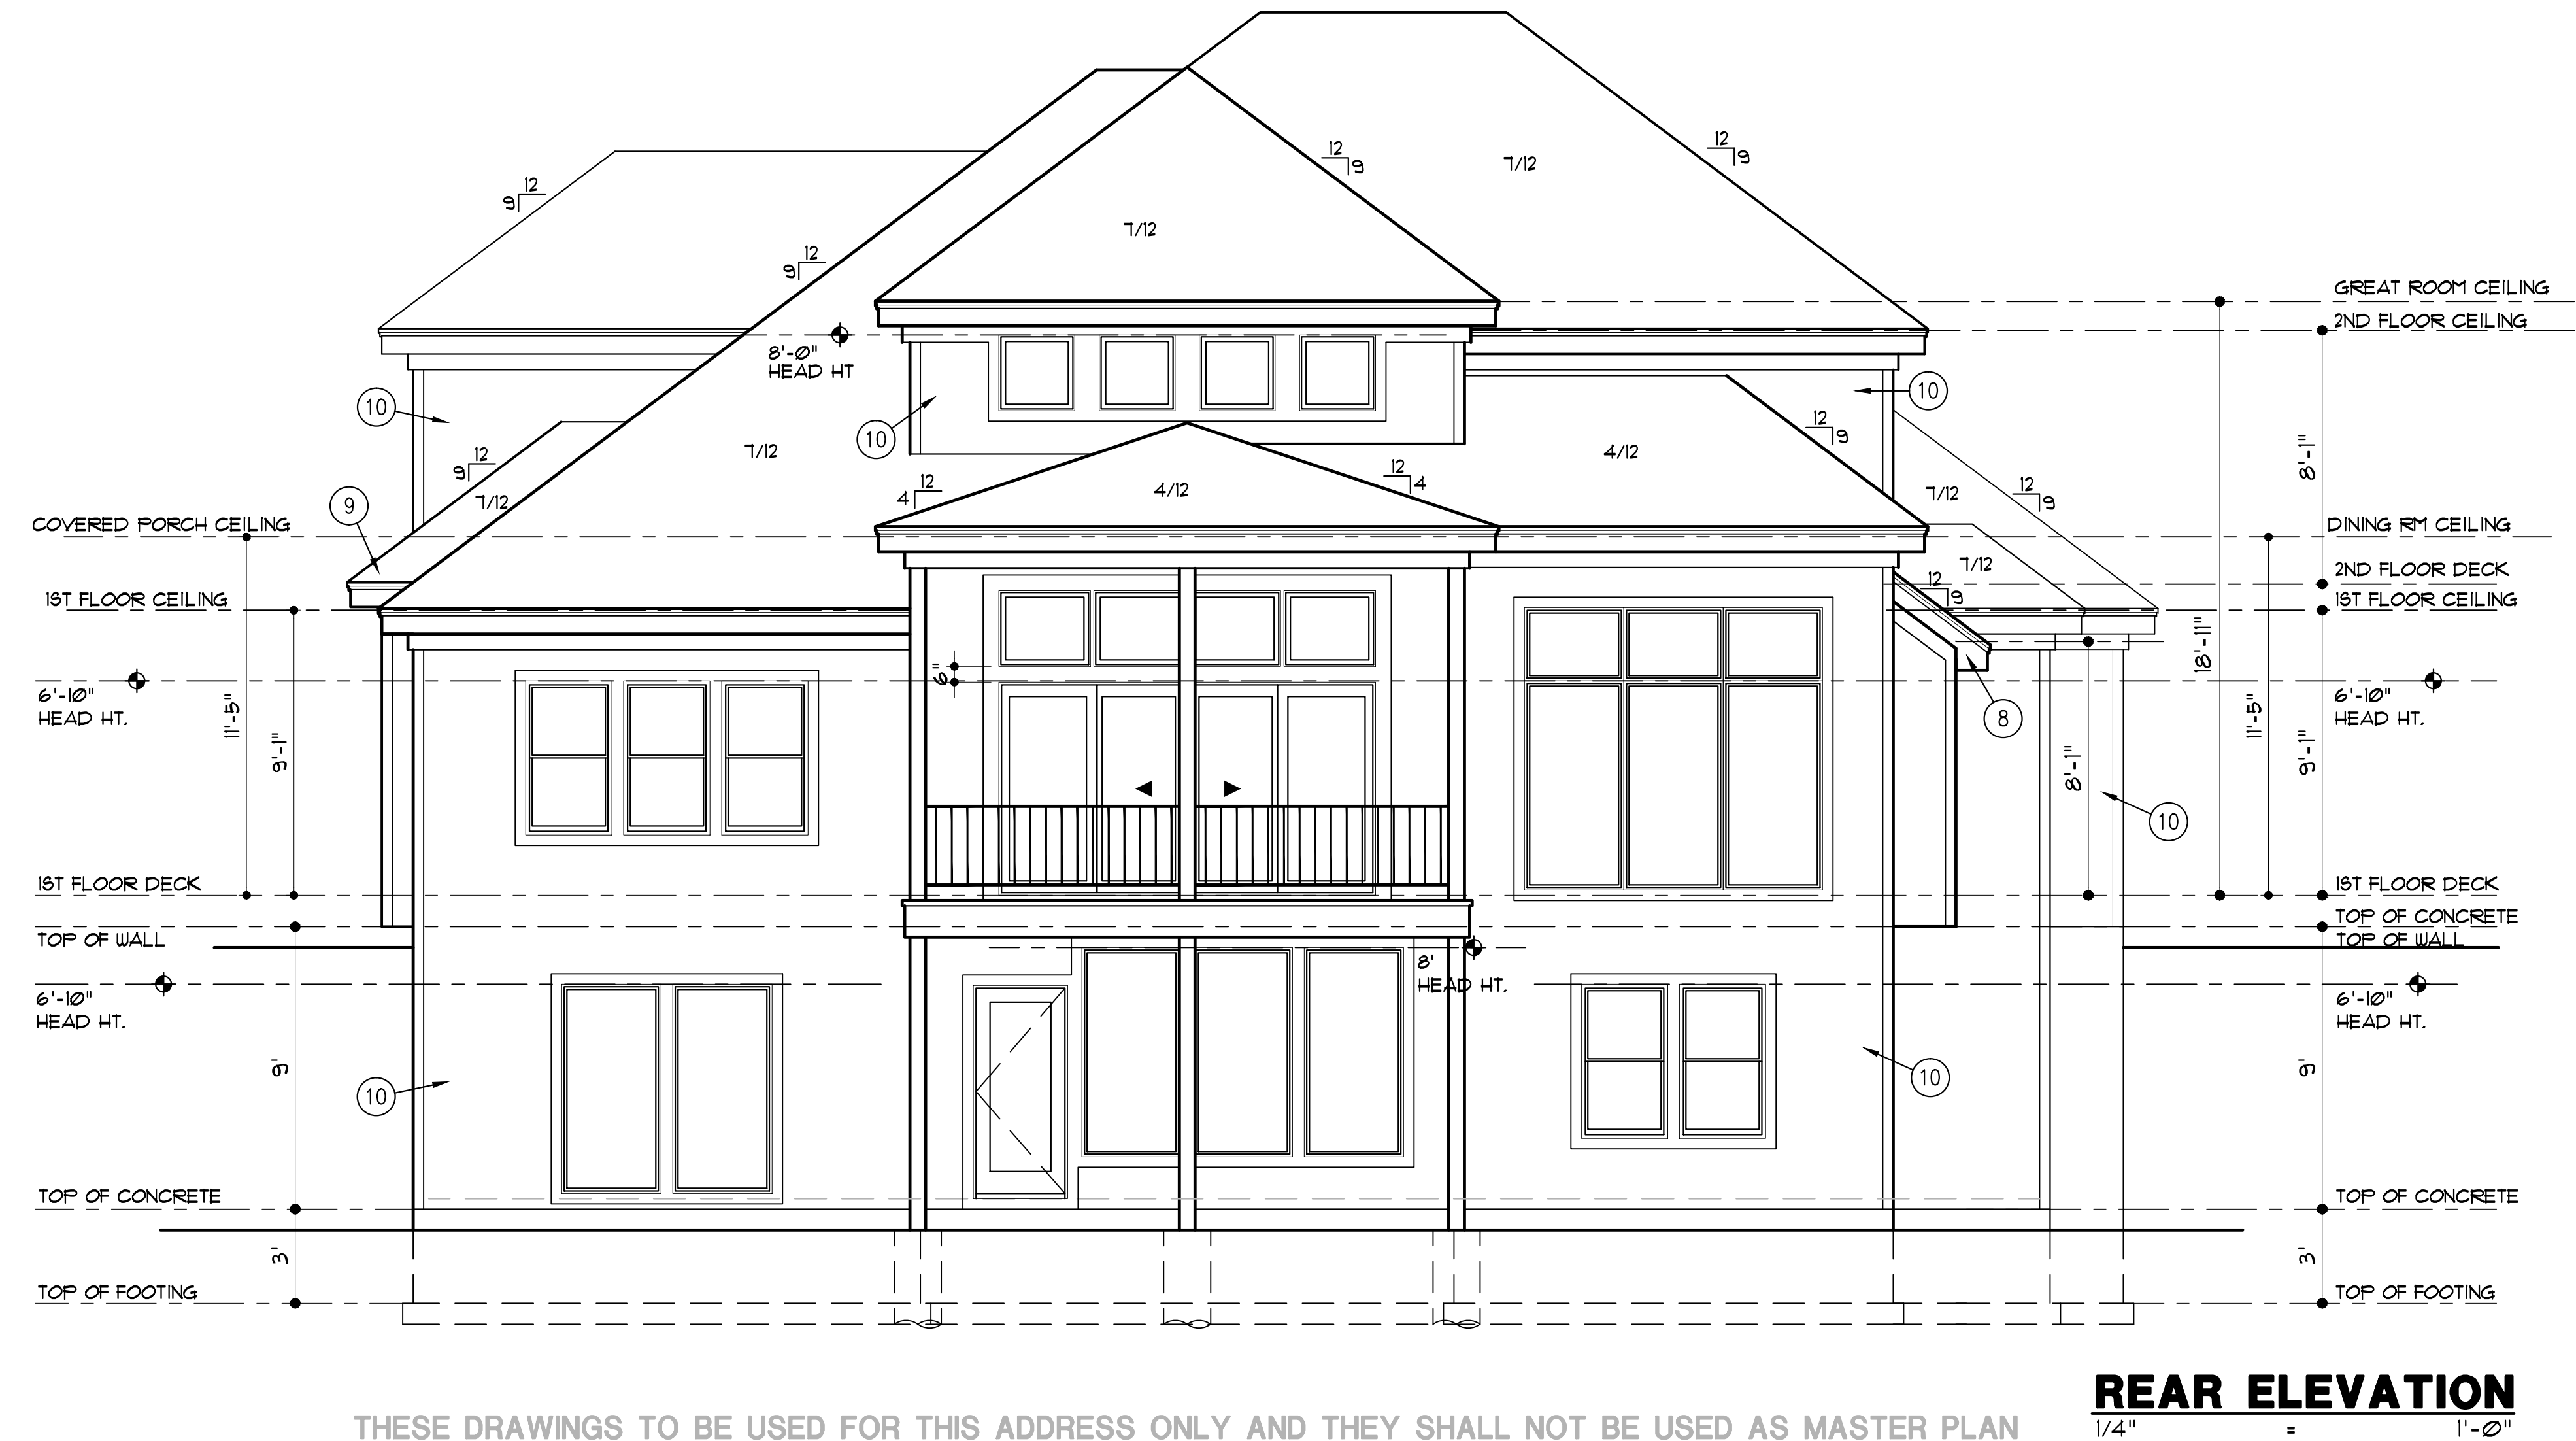 12
9
12
9
7/12
12
9
7/12
12
9
GREAT ROOM CEILING
2ND FLOOR CEILING
8'-0"
HEAD HT
10
10
10
12
9
8'-1"
12
9
7/12
7/12
4/12
12
4
12
4
4/12
7/12
12
9
9
COVERED PORCH CEILING
DINING RM CEILING
7/12
12
9
2ND FLOOR DECK
1ST FLOOR CEILING
1ST FLOOR CEILING
18'-11"
6"
6'-10"
HEAD HT.
11'-5"
9'-1"
8
8'-1"
11'-5"
9'-1"
6'-10"
HEAD HT.
10
1ST FLOOR DECK
1ST FLOOR DECK
TOP OF CONCRETE
TOP OF WALL
TOP OF WALL
8'
HEAD HT.
6'-10"
HEAD HT.
6'-10"
HEAD HT.
9'
9'
10
10
TOP OF CONCRETE
TOP OF CONCRETE
3'
3'
TOP OF FOOTING
TOP OF FOOTING
REAR ELEVATION
1/4" = 1'-0"
THESE DRAWINGS TO BE USED FOR THIS ADDRESS ONLY AND THEY SHALL NOT BE USED AS MASTER PLAN